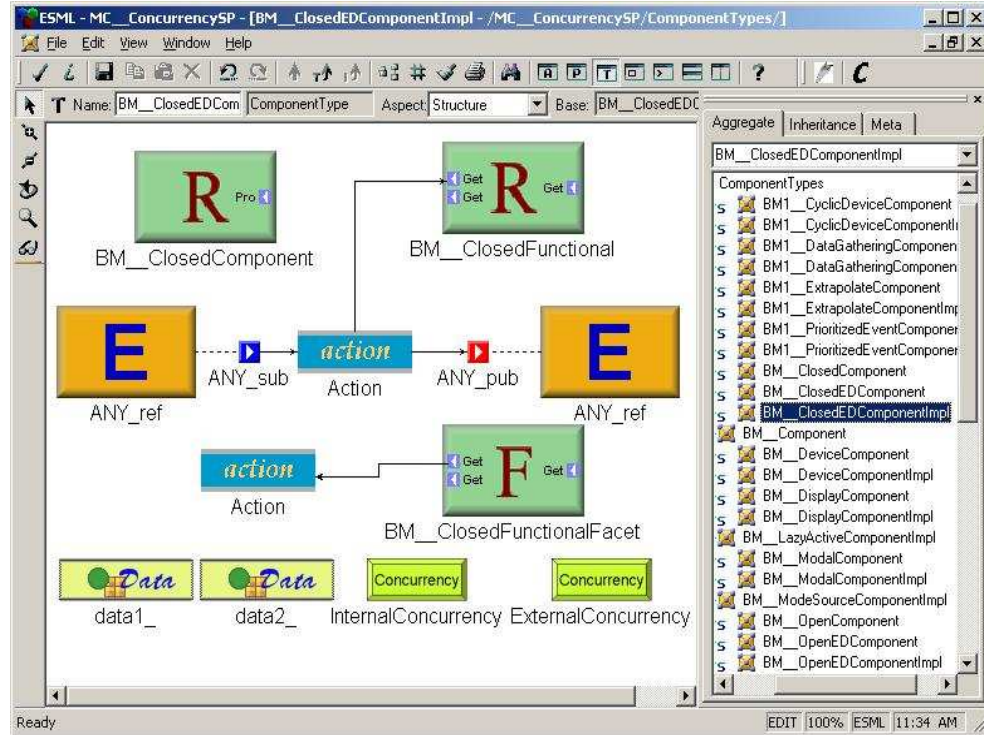 ESML - MC__ConcurrencySP - [BM__ClosedEDComponentImpl - /MC__ConcurrencySP/ComponentTypes/]
File Edit View Window Help
A P T ? C
T Name: BM__ClosedEDCom ComponentType Aspect: Structure Base: BM__ClosedEDC
R Pro
BM__ClosedComponent
Get R Get
Get
BM__ClosedFunctional
E
ANY_ref
ANY_sub
action
Action
ANY_pub
E
ANY_ref
action
Action
Get F Get
Get
BM__ClosedFunctionalFacet
Data
data1_
Data
data2_
Concurrency
InternalConcurrency
Concurrency
ExternalConcurrency
Aggregate Inheritance Meta
BM__ClosedEDComponentImpl
ComponentTypes
S BM1__CyclicDeviceComponent
S BM1__CyclicDeviceComponentI
S BM1__DataGatheringComponen
S BM1__DataGatheringComponen
S BM1__ExtrapolateComponent
S BM1__ExtrapolateComponentImp
S BM1__PrioritizedEventComponer
S BM1__PrioritizedEventComponer
S BM__ClosedComponent
S BM__ClosedEDComponent
S BM__ClosedEDComponentImpl
BM__Component
S BM__DeviceComponent
S BM__DeviceComponentImpl
S BM__DisplayComponent
S BM__DisplayComponentImpl
BM__LazyActiveComponentImpl
S BM__ModalComponent
S BM__ModalComponentImpl
BM__ModeSourceComponentImpl
S BM__OpenComponent
S BM__OpenEDComponent
S BM__OpenEDComponentImpl
Ready EDIT 100% ESML 11:34 AM